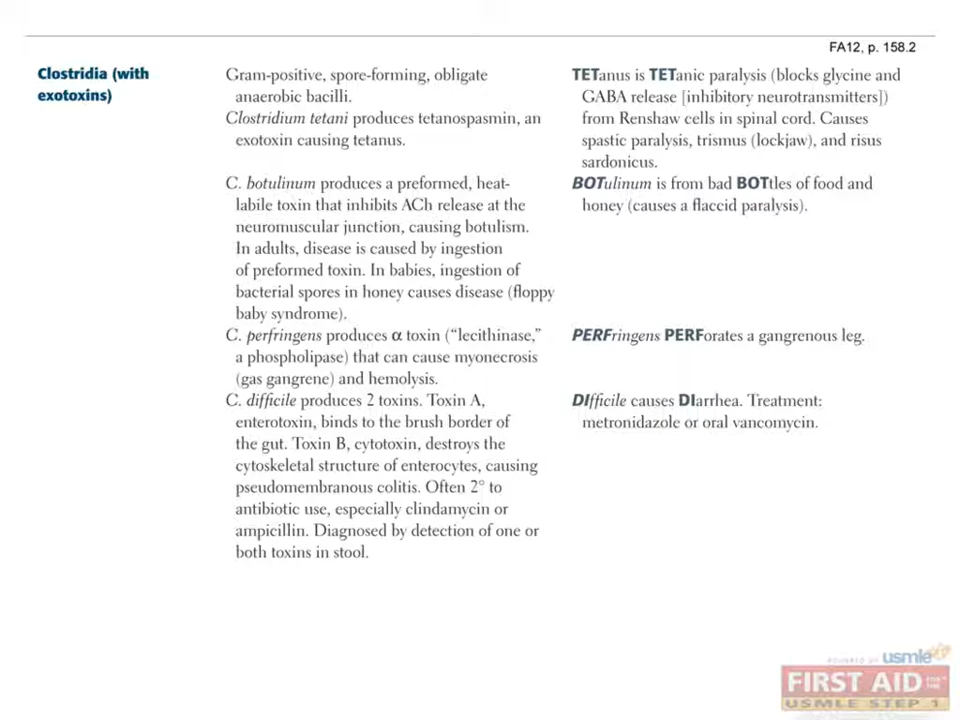 FA12, p. 158.2
Clostridia (with
exotoxins)
Gram-positive, spore-forming, obligate
anaerobic bacilli.
Clostridium tetani produces tetanospasmin, an
exotoxin causing tetanus.
TETanus is TETanic paralysis (blocks glycine and
GABA release [inhibitory neurotransmitters])
from Renshaw cells in spinal cord. Causes
spastic paralysis, trismus (lockjaw), and risus
sardonicus.
C. botulinum produces a preformed, heat-
labile toxin that inhibits ACh release at the
neuromuscular junction, causing botulism.
In adults, disease is caused by ingestion
of preformed toxin. In babies, ingestion of
bacterial spores in honey causes disease (floppy
baby syndrome).
BOTulinum is from bad BOTtles of food and
honey (causes a flaccid paralysis).
C. perfringens produces α toxin (“lecithinase,”
a phospholipase) that can cause myonecrosis
(gas gangrene) and hemolysis.
PERFringens PERForates a gangrenous leg.
C. difficile produces 2 toxins. Toxin A,
enterotoxin, binds to the brush border of
the gut. Toxin B, cytotoxin, destroys the
cytoskeletal structure of enterocytes, causing
pseudomembranous colitis. Often 2° to
antibiotic use, especially clindamycin or
ampicillin. Diagnosed by detection of one or
both toxins in stool.
DIfficile causes DIarrhea. Treatment:
metronidazole or oral vancomycin.
POWERED BY usmle
FIRST AID FOR THE
USMLE STEP 1